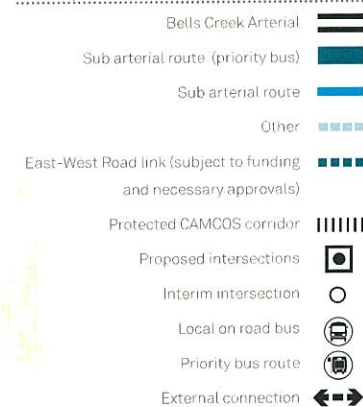 Bells Creek Arterial
Sub arterial route (priority bus)
Sub arterial route
Other
East-West Road link (subject to funding
and necessary approvals)
Protected CAMCOS corridor
Proposed intersections
Interim intersection
Local on road bus
Priority bus route
External connection